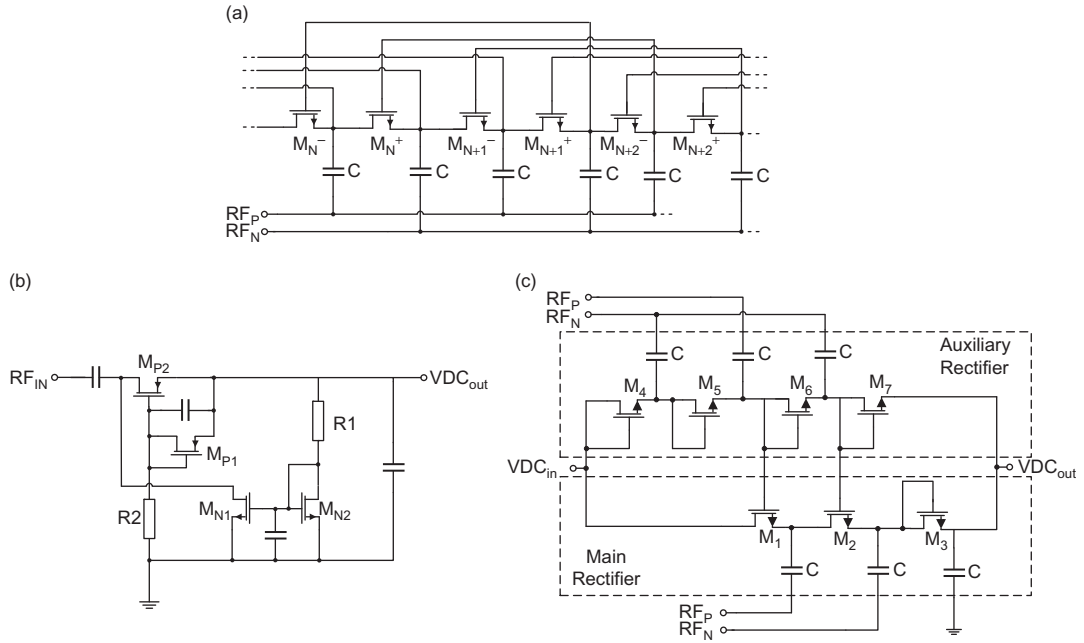 (a)
M_N^- M_N^+ M_{N+1}^- M_{N+1}^+ M_{N+2}^- M_{N+2}^+
C C C C C C
RF_P
RF_N
(b)
RF_IN
M_P2
VDC_out
R1
M_P1
R2
M_N1
M_N2
(c)
RF_P
RF_N
C C C
Auxiliary
Rectifier
M_4 M_5 M_6 M_7
VDC_in
VDC_out
M_1 M_2 M_3
Main
Rectifier
C C C
RF_P
RF_N